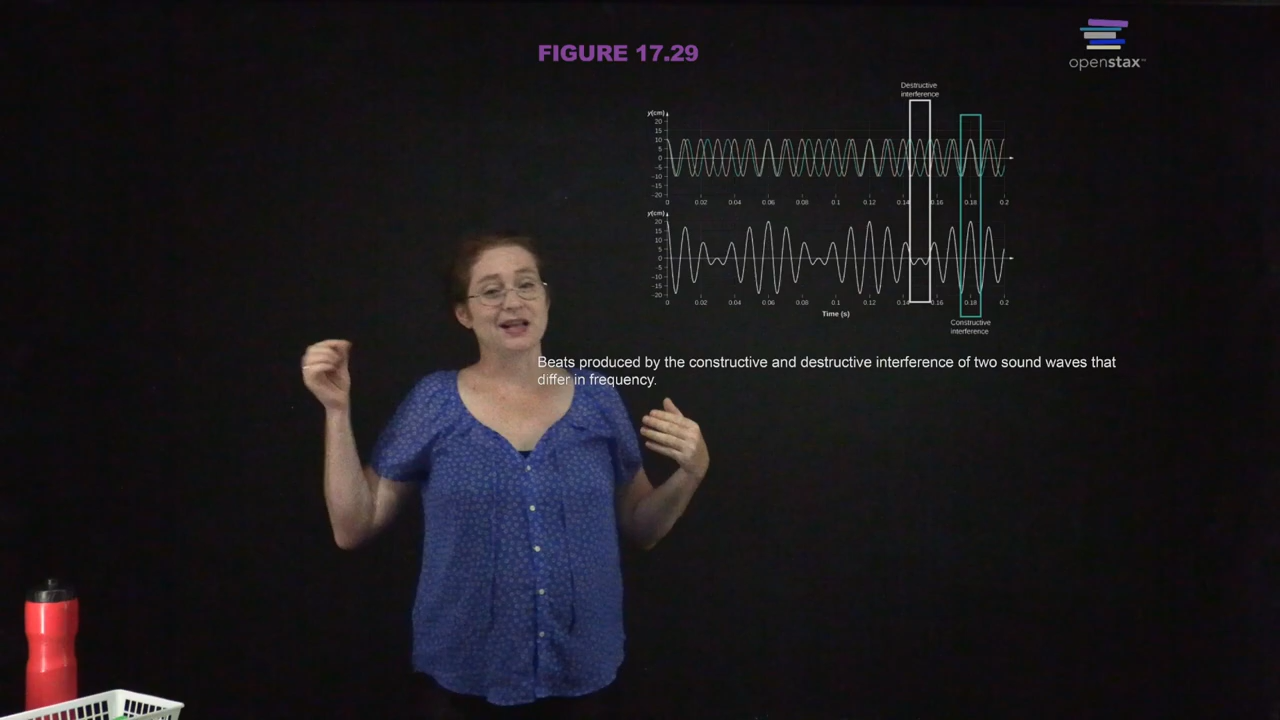 FIGURE 17.29
openstax™
Destructive
interference
y(cm)
20
15
10
5
0
-5
-10
-15
-20
0 0.02 0.04 0.06 0.08 0.1 0.12 0.14 0.16 0.18 0.2
y(cm)
20
15
10
5
0
-5
-10
-15
-20
0 0.02 0.04 0.06 0.08 0.1 0.12 0.14 0.16 0.18 0.2
Time (s)
Constructive
interference
Beats produced by the constructive and destructive interference of two sound waves that
differ in frequency.